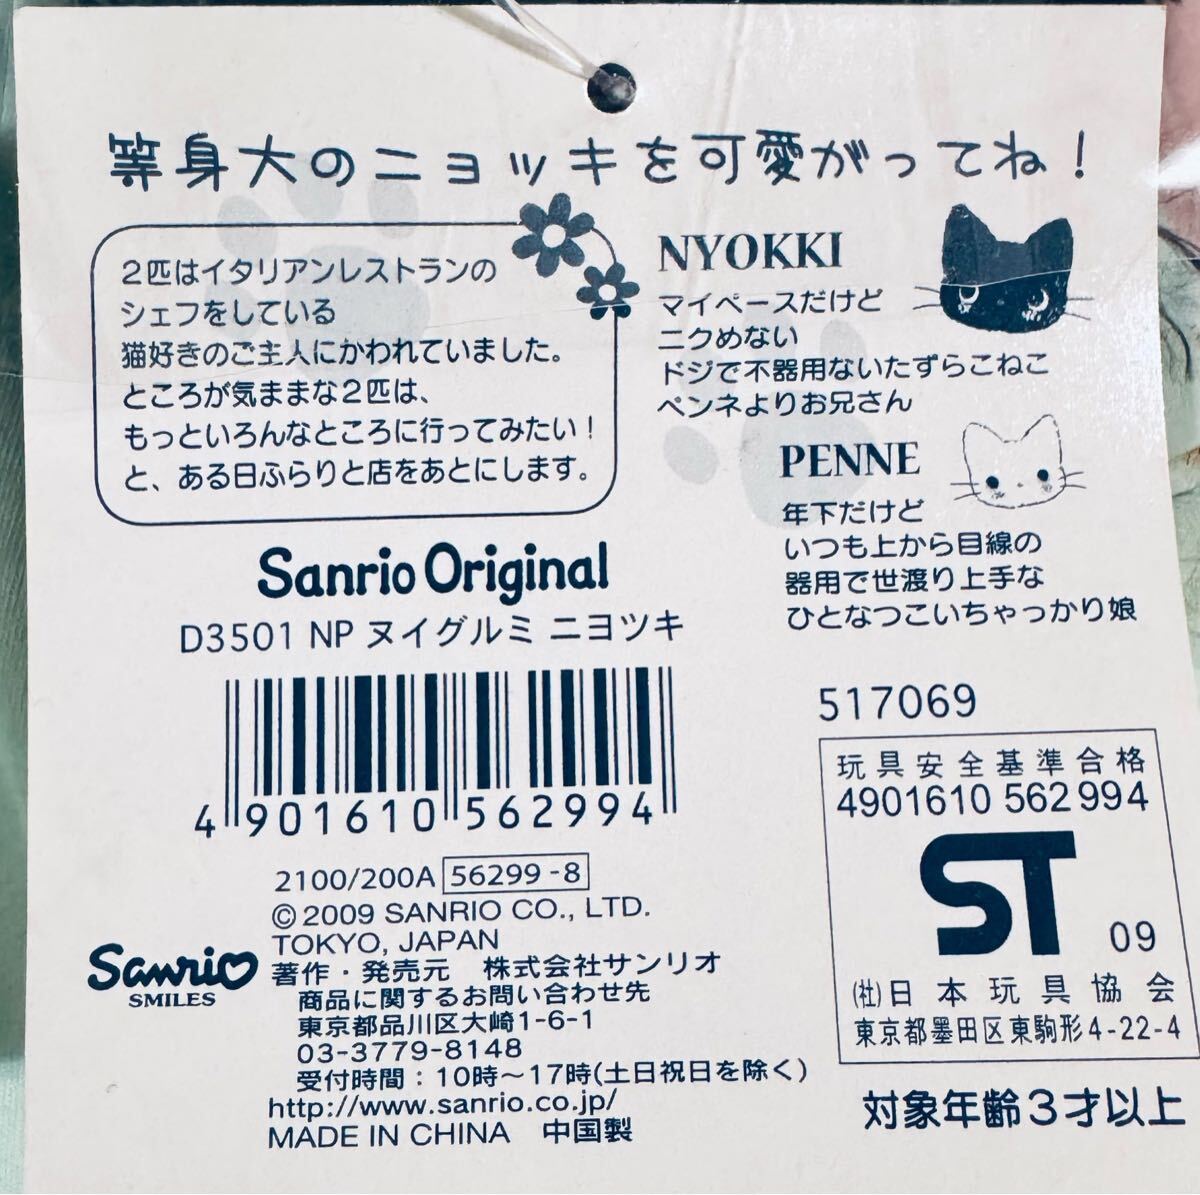 等身大のニョッキを可愛がってね!
2匹はイタリアンレストランの
シェフをしている
猫好きのご主人にかわれていました。
ところが気ままな2匹は、
もっといろんなところに行ってみたい!
と、ある日ふらりと店をあとにします。
NYOKKI
マイペースだけど
ニクめない
ドジで不器用ないたずらこねこ
ペンネよりお兄さん
PENNE
年下だけど
いつも上から目線の
器用で世渡り上手な
ひとなつこいちゃっかり娘
Sanrio Original
D3501 NP ヌイグルミ ニヨツキ
4 901610 562994
2100/200A 56299-8
© 2009 SANRIO CO., LTD.
TOKYO, JAPAN
Sanrio
SMILES
著作・発売元 株式会社サンリオ
商品に関するお問い合わせ先
東京都品川区大崎1-6-1
03-3779-8148
受付時間:10時〜17時(土日祝日を除く)
http://www.sanrio.co.jp/
MADE IN CHINA 中国製
517069
玩具安全基準合格
4901610 562994
ST
09
(社)日本玩具協会
東京都墨田区東駒形4-22-4
対象年齢3才以上